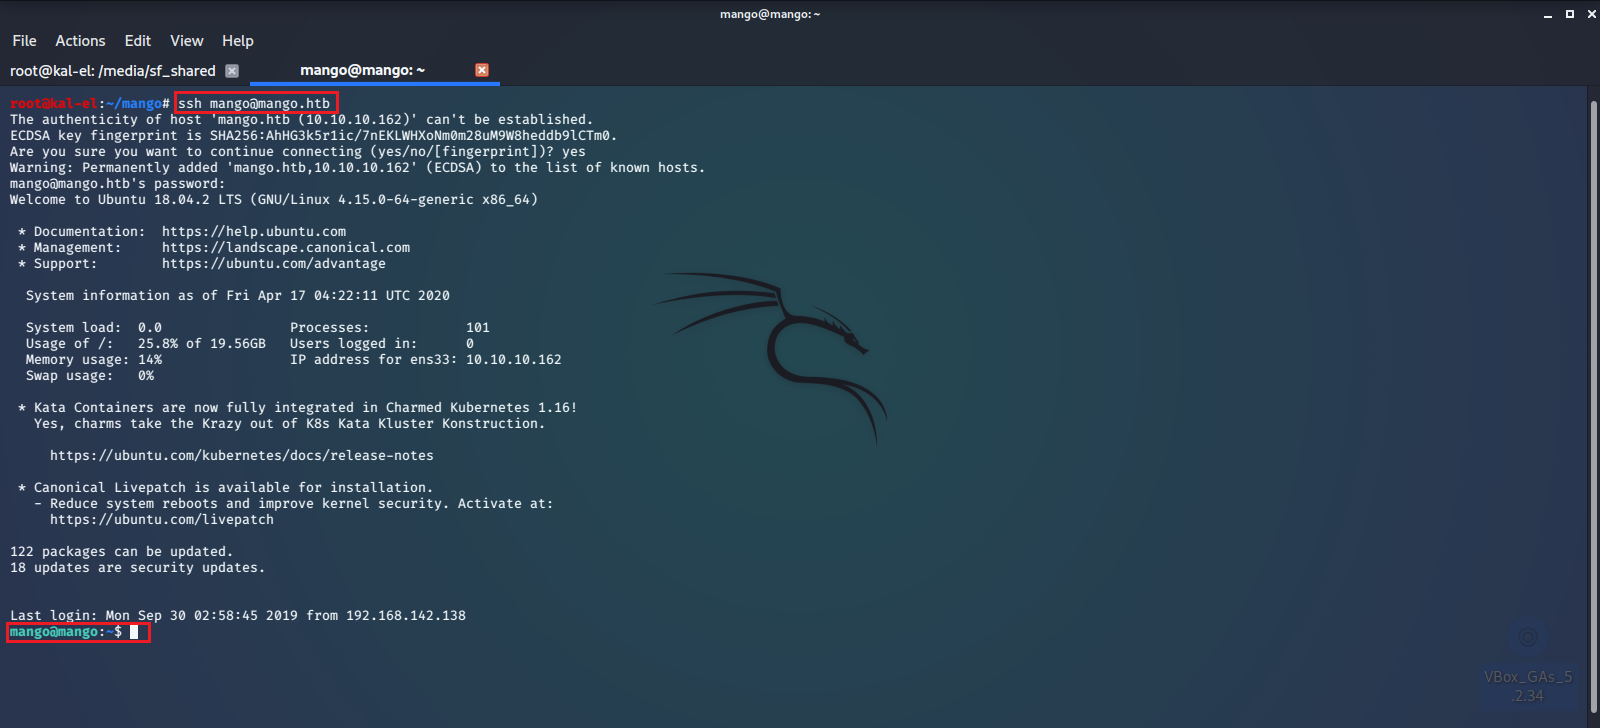 mango@mango: ~
File Actions Edit View Help
root@kal-el: /media/sf_shared mango@mango: ~
root@kal-el:~/mango# ssh mango@mango.htb
The authenticity of host 'mango.htb (10.10.10.162)' can't be established.
ECDSA key fingerprint is SHA256:AhHG3k5r1ic/7nEKLWHXoNm0m28uM9W8heddb9lCTm0.
Are you sure you want to continue connecting (yes/no/[fingerprint])? yes
Warning: Permanently added 'mango.htb,10.10.10.162' (ECDSA) to the list of known hosts.
mango@mango.htb's password:
Welcome to Ubuntu 18.04.2 LTS (GNU/Linux 4.15.0-64-generic x86_64)
* Documentation: https://help.ubuntu.com
* Management: https://landscape.canonical.com
* Support: https://ubuntu.com/advantage
System information as of Fri Apr 17 04:22:11 UTC 2020
System load: 0.0 Processes: 101
Usage of /: 25.8% of 19.56GB Users logged in: 0
Memory usage: 14% IP address for ens33: 10.10.10.162
Swap usage: 0%
* Kata Containers are now fully integrated in Charmed Kubernetes 1.16!
Yes, charms take the Krazy out of K8s Kata Kluster Konstruction.
https://ubuntu.com/kubernetes/docs/release-notes
* Canonical Livepatch is available for installation.
- Reduce system reboots and improve kernel security. Activate at:
https://ubuntu.com/livepatch
122 packages can be updated.
18 updates are security updates.
Last login: Mon Sep 30 02:58:45 2019 from 192.168.142.138
mango@mango:~$
VBox_GAs_5
.2.34